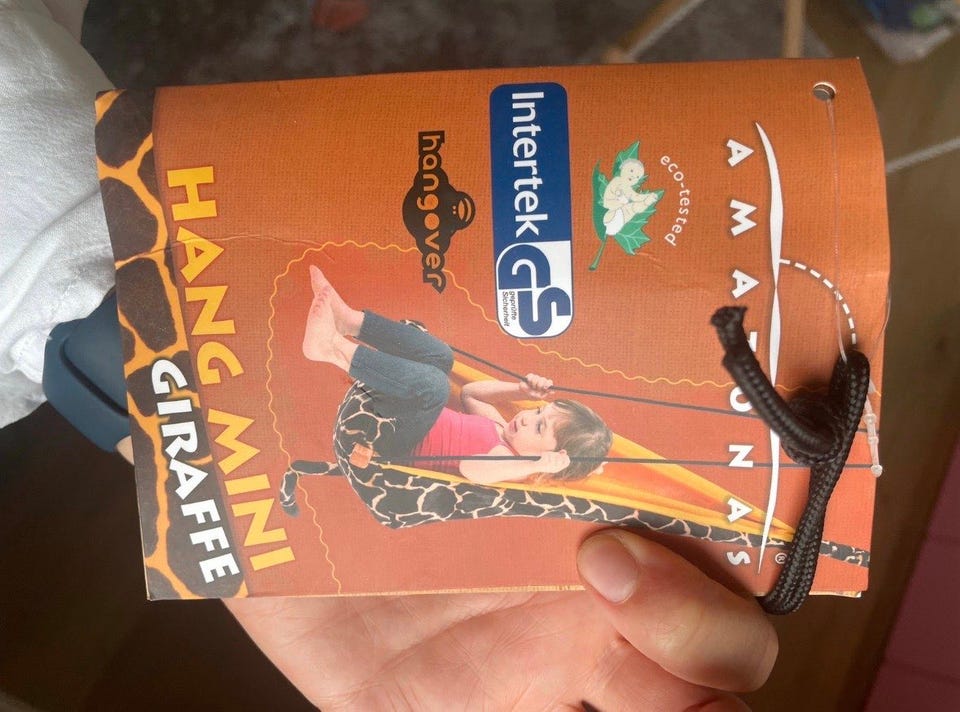 AMAZONAS
®
eco-tested
Intertek
GS
geprüfte
Sicherheit
hangover
HANG MINI
GIRAFFE